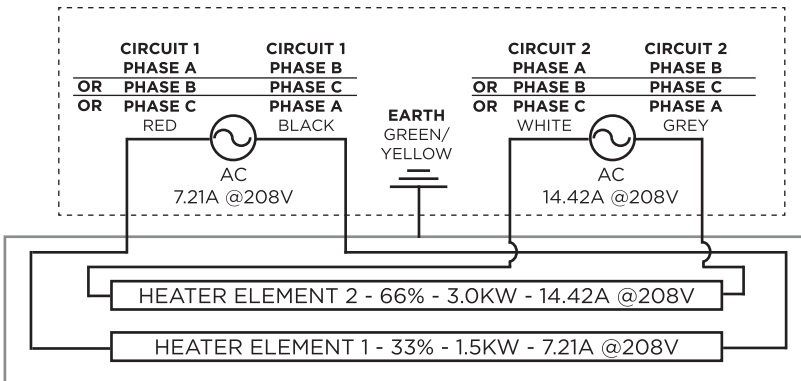 CIRCUIT 1 CIRCUIT 1
PHASE A PHASE B
OR PHASE B PHASE C
OR PHASE C PHASE A
RED BLACK
AC
7.21A @208V
EARTH
GREEN/
YELLOW
CIRCUIT 2 CIRCUIT 2
PHASE A PHASE B
OR PHASE B PHASE C
OR PHASE C PHASE A
WHITE GREY
AC
14.42A @208V
HEATER ELEMENT 2 - 66% - 3.0KW - 14.42A @208V
HEATER ELEMENT 1 - 33% - 1.5KW - 7.21A @208V